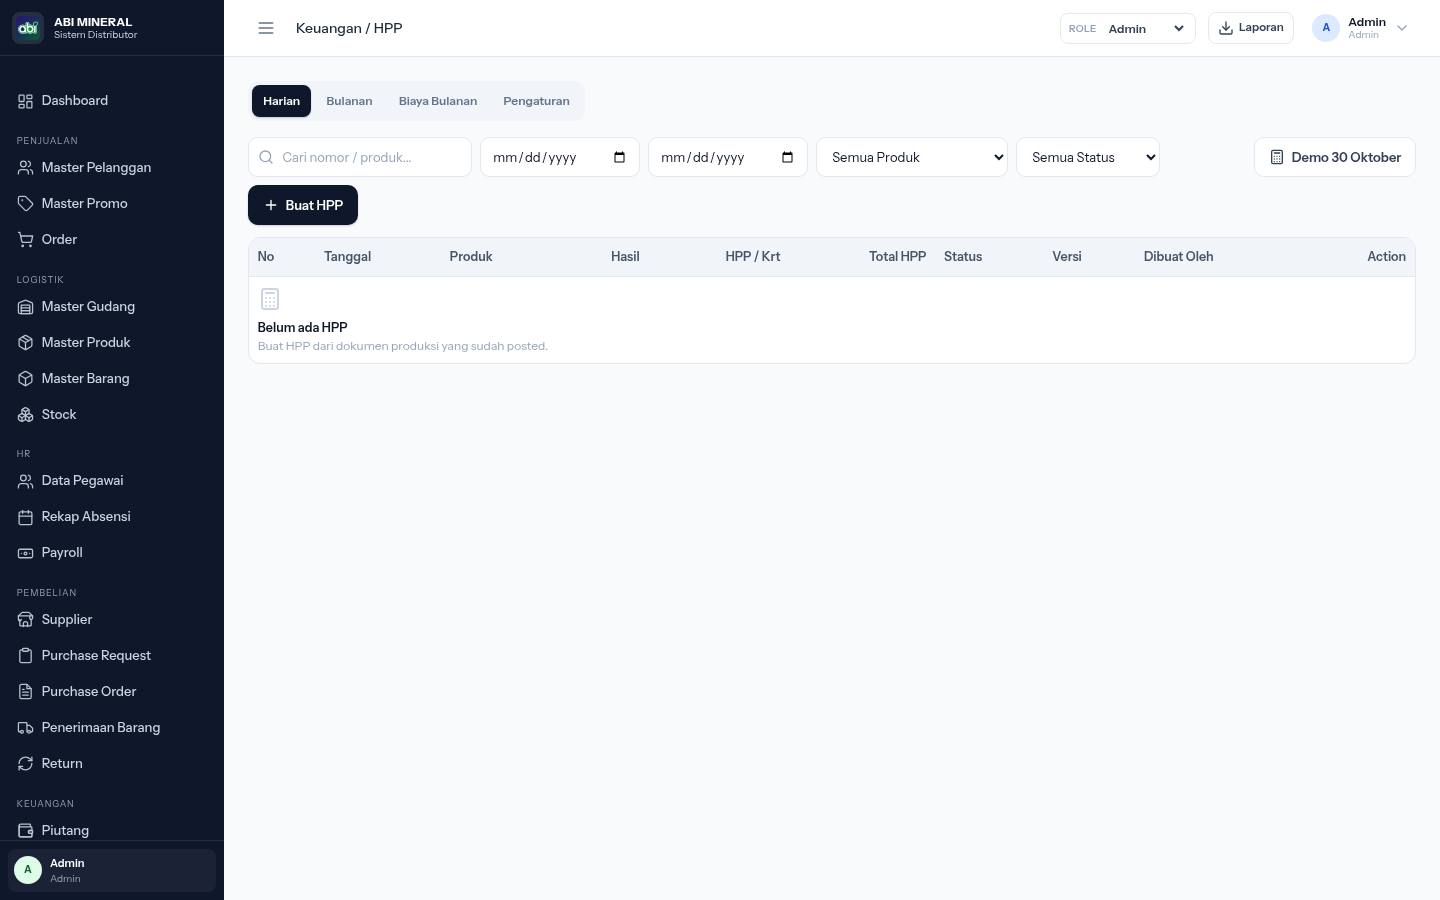 abi
ABI MINERAL
Sistem Distributor
Dashboard
PENJUALAN
Master Pelanggan
Master Promo
Order
LOGISTIK
Master Gudang
Master Produk
Master Barang
Stock
HR
Data Pegawai
Rekap Absensi
Payroll
PEMBELIAN
Supplier
Purchase Request
Purchase Order
Penerimaan Barang
Return
KEUANGAN
Piutang
A
Admin
Admin
Keuangan / HPP
ROLE Admin
Laporan
A
Admin
Admin
Harian Bulanan Biaya Bulanan Pengaturan
Cari nomor / produk... mm/dd/yyyy mm/dd/yyyy Semua Produk Semua Status Demo 30 Oktober
Buat HPP
No Tanggal Produk Hasil HPP / Krt Total HPP Status Versi Dibuat Oleh Action
Belum ada HPP
Buat HPP dari dokumen produksi yang sudah posted.